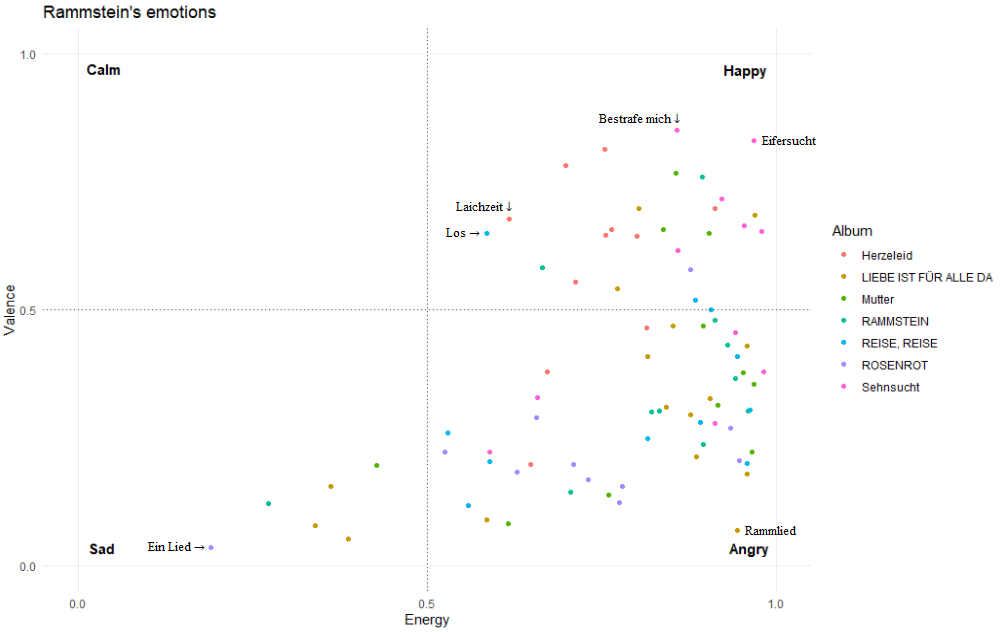 Rammstein's emotions
1.0
Calm
Happy
Bestrafe mich ↓
Eifersucht
Laichzeit ↓
Los →
Album
Herzeleid
LIEBE IST FÜR ALLE DA
Mutter
RAMMSTEIN
REISE, REISE
ROSENROT
Sehnsucht
0.5
Valence
Rammlied
Ein Lied →
Sad
Angry
0.0
0.0
0.5
1.0
Energy